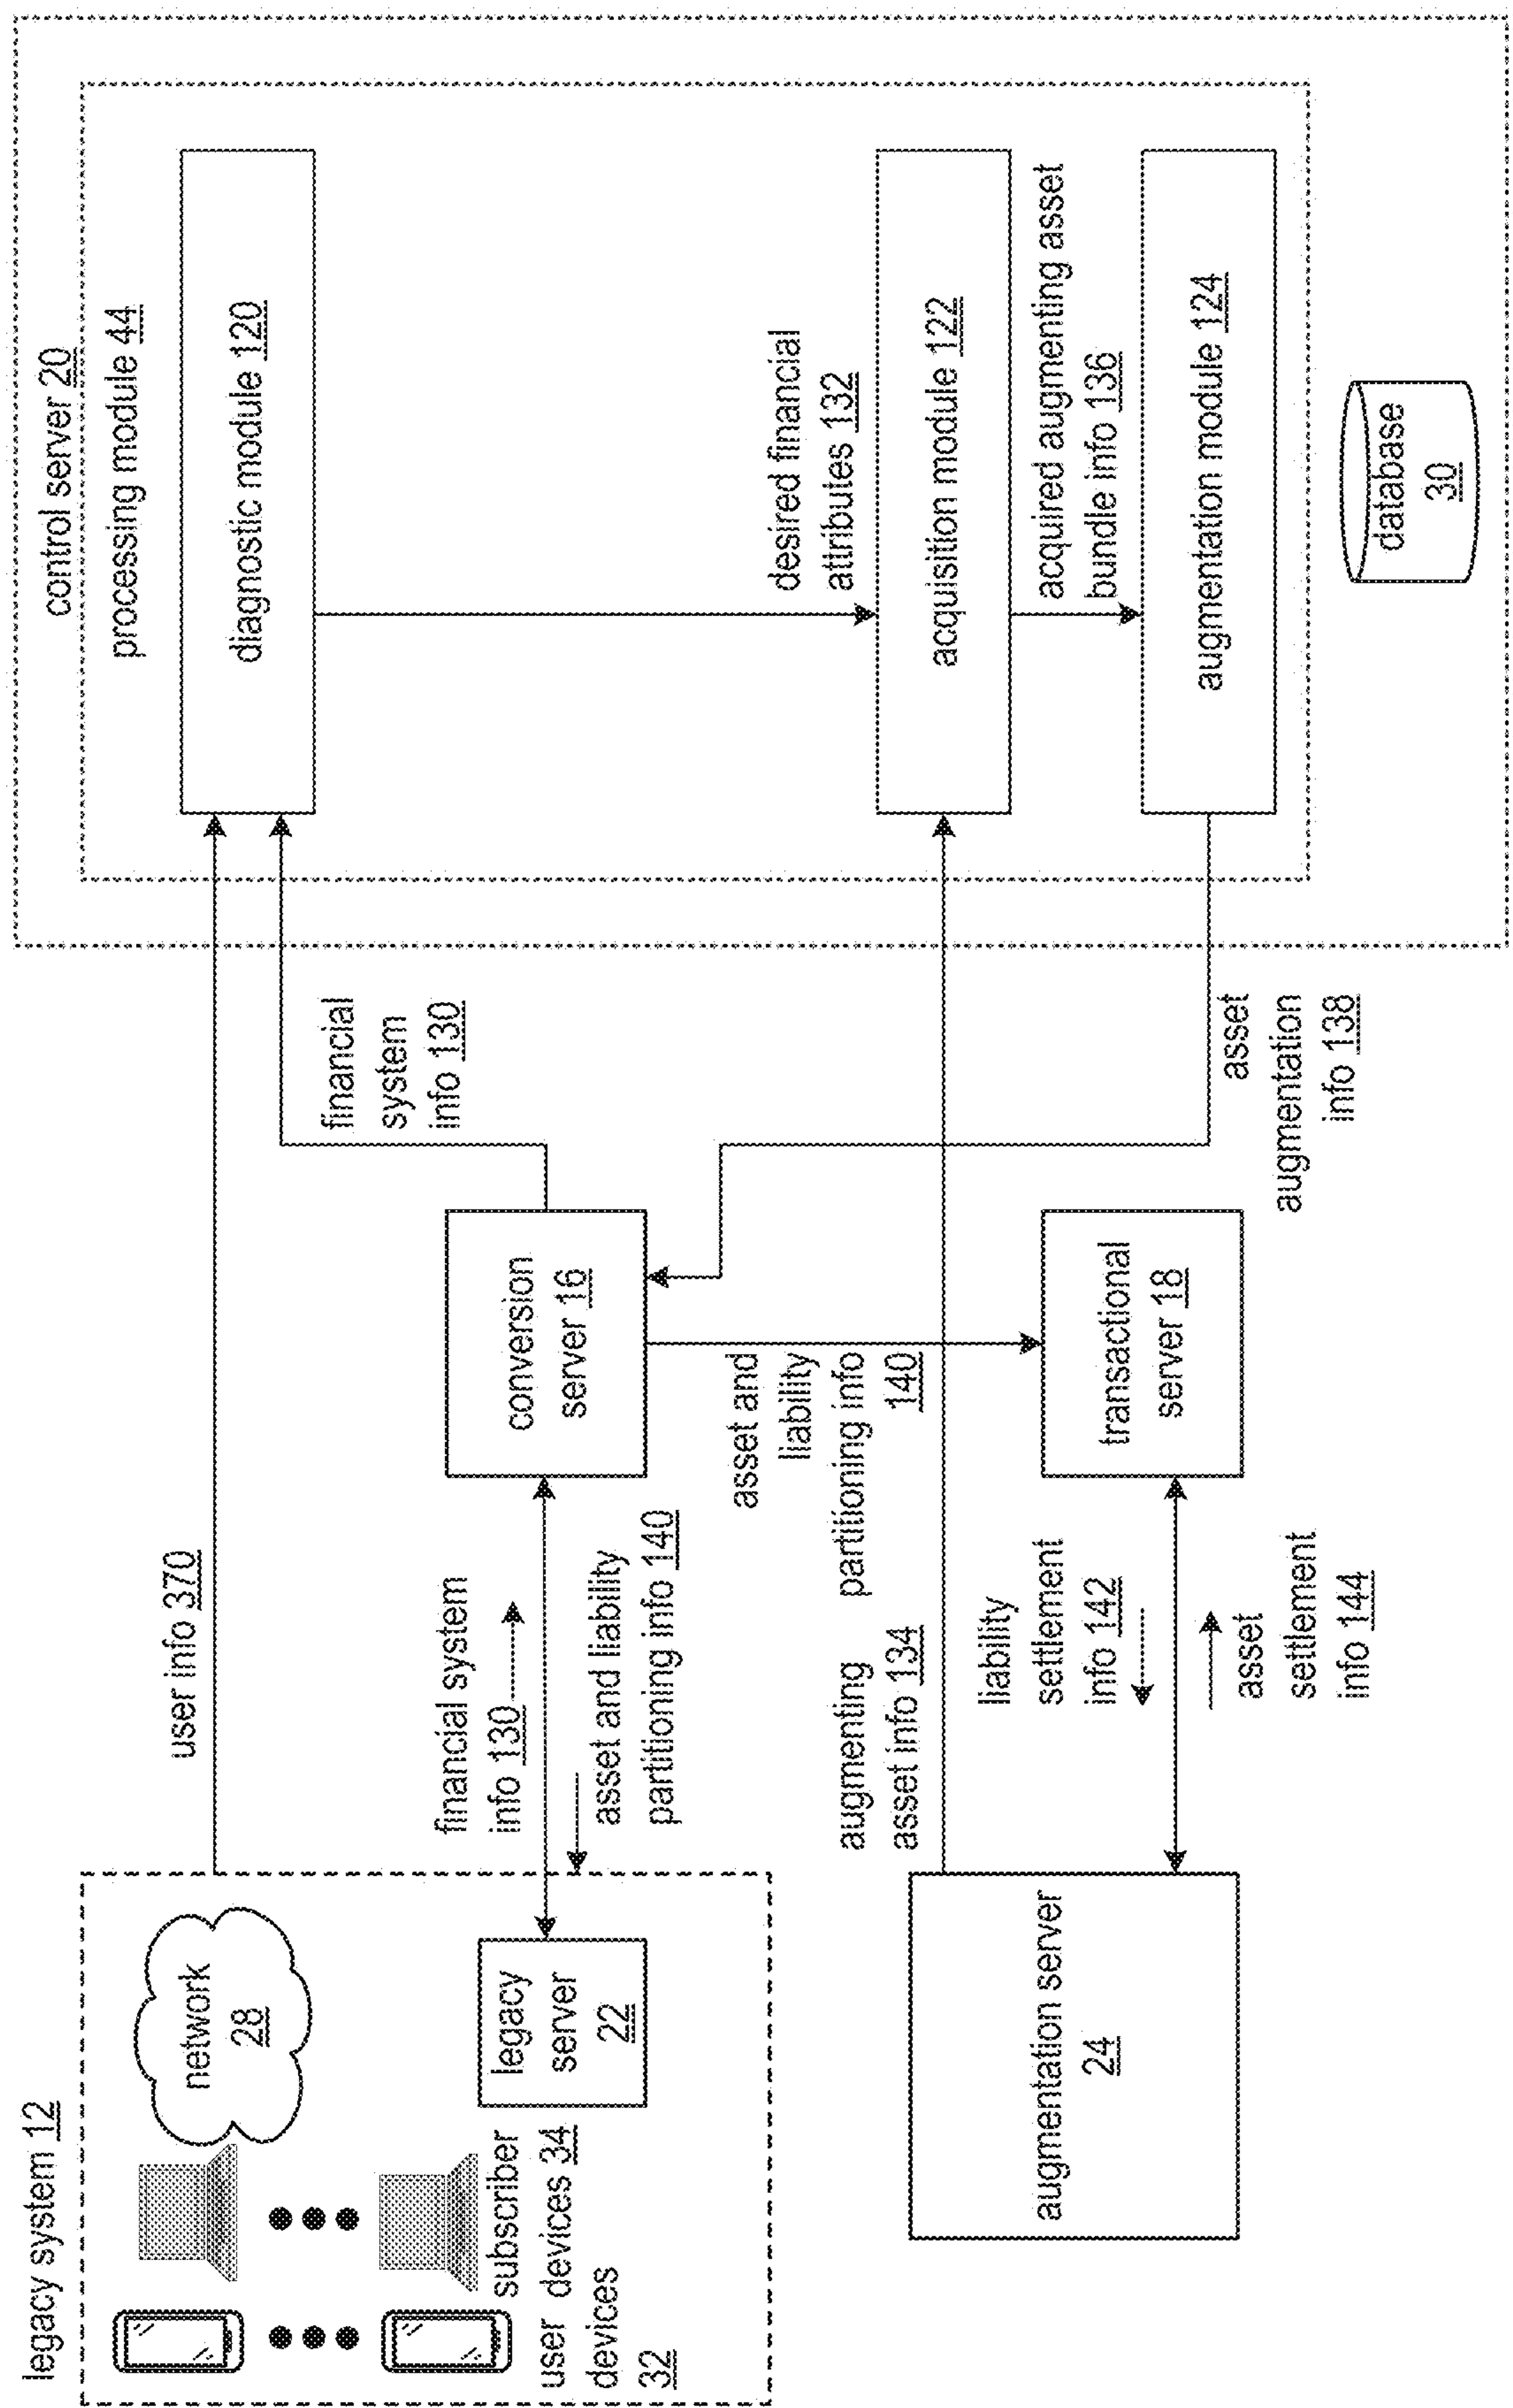 legacy system 12
network
28
legacy
server
22
subscriber
devices 34
user
devices
32
user info 370
financial system
info 130
asset and liability
partitioning info 140
conversion
server 16
financial
system
info 130
asset and
liability
partitioning info
140
augmentation server
24
augmenting
asset info 134
liability
settlement
info 142
asset
settlement
info 144
transactional
server 18
asset
augmentation
info 138
control server 20
processing module 44
diagnostic module 120
desired financial
attributes 132
acquisition module 122
acquired augmenting asset
bundle info 136
augmentation module 124
database
30